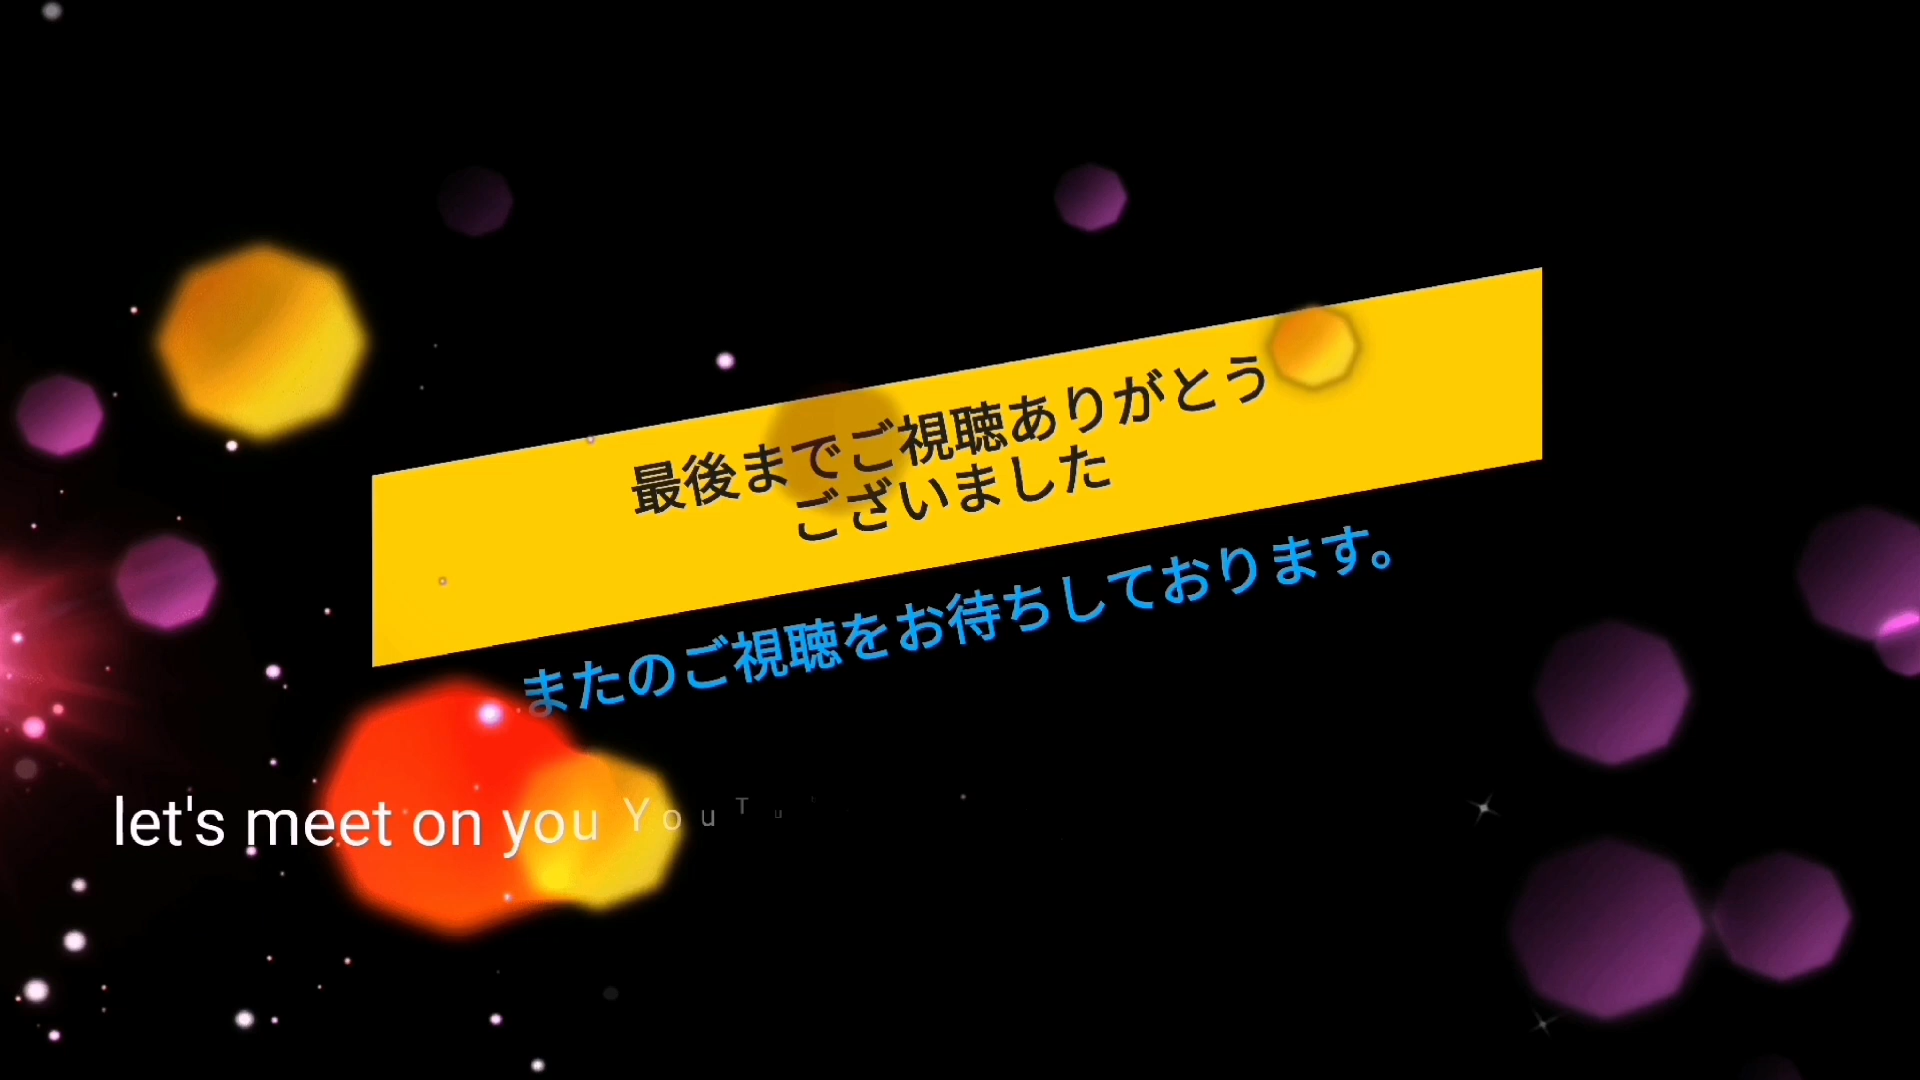 最後までご視聴ありがとう
ございました
またのご視聴をお待ちしております。
let's meet on you YouTu